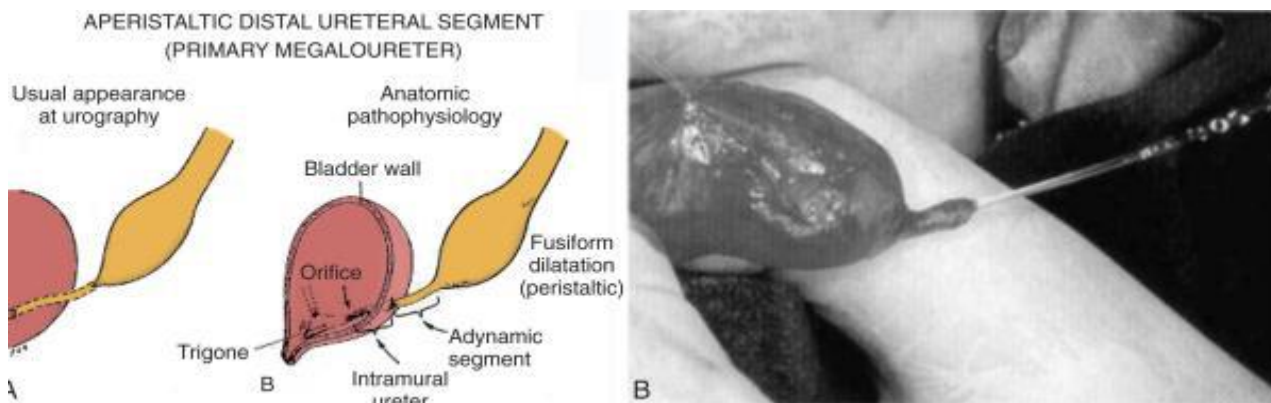 APERISTALTIC DISTAL URETERAL SEGMENT
(PRIMARY MEGALOURETER)
Usual appearance
at urography
Anatomic
pathophysiology
Bladder wall
Orifice
Fusiform
dilatation
(peristaltic)
Adynamic
segment
Trigone
Intramural
ureter
A
B
B